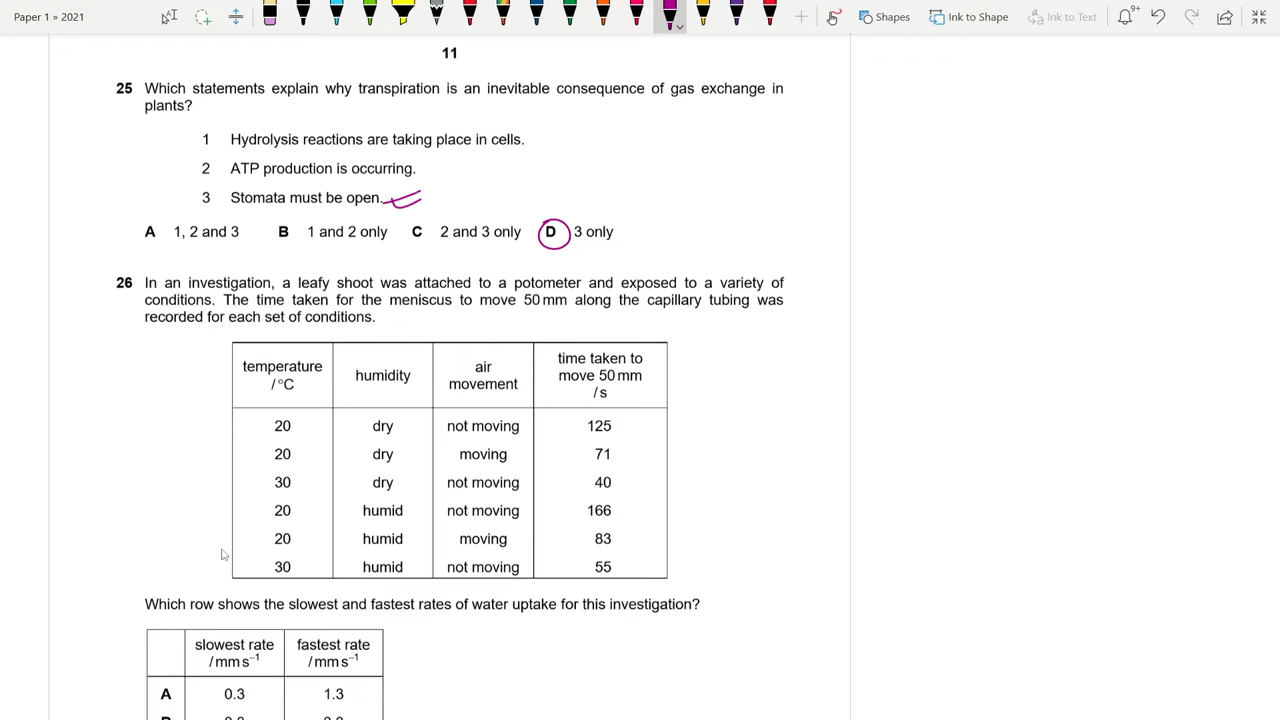 Paper 1 » 2021
9+
Shapes
Ink to Shape
Ink to Text
11
25 Which statements explain why transpiration is an inevitable consequence of gas exchange in
plants?
1 Hydrolysis reactions are taking place in cells.
2 ATP production is occurring.
3 Stomata must be open.
A 1, 2 and 3 B 1 and 2 only C 2 and 3 only D 3 only
26 In an investigation, a leafy shoot was attached to a potometer and exposed to a variety of
conditions. The time taken for the meniscus to move 50 mm along the capillary tubing was
recorded for each set of conditions.
temperature / °C humidity air movement time taken to move 50 mm / s
20 dry not moving 125
20 dry moving 71
30 dry not moving 40
20 humid not moving 166
20 humid moving 83
30 humid not moving 55
Which row shows the slowest and fastest rates of water uptake for this investigation?
slowest rate / mm s⁻¹ fastest rate / mm s⁻¹
A 0.3 1.3